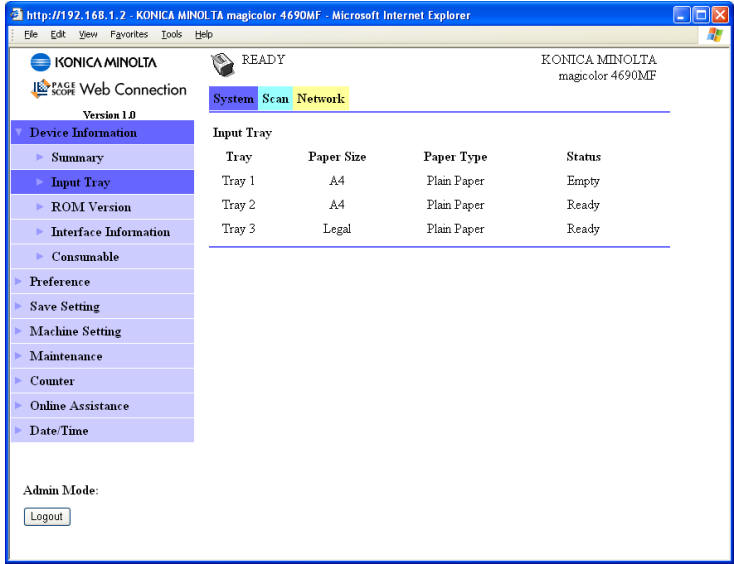 http://192.168.1.2 - KONICA MINOLTA magicolor 4690MF - Microsoft Internet Explorer
File Edit View Favorites Tools Help
KONICA MINOLTA
PAGE SCOPE Web Connection
Version 1.0
READY
KONICA MINOLTA
magicolor 4690MF
System Scan Network
Device Information
Summary
Input Tray
ROM Version
Interface Information
Consumable
Preference
Save Setting
Machine Setting
Maintenance
Counter
Online Assistance
Date/Time
Admin Mode:
Logout
Input Tray
Tray Paper Size Paper Type Status
Tray 1 A4 Plain Paper Empty
Tray 2 A4 Plain Paper Ready
Tray 3 Legal Plain Paper Ready